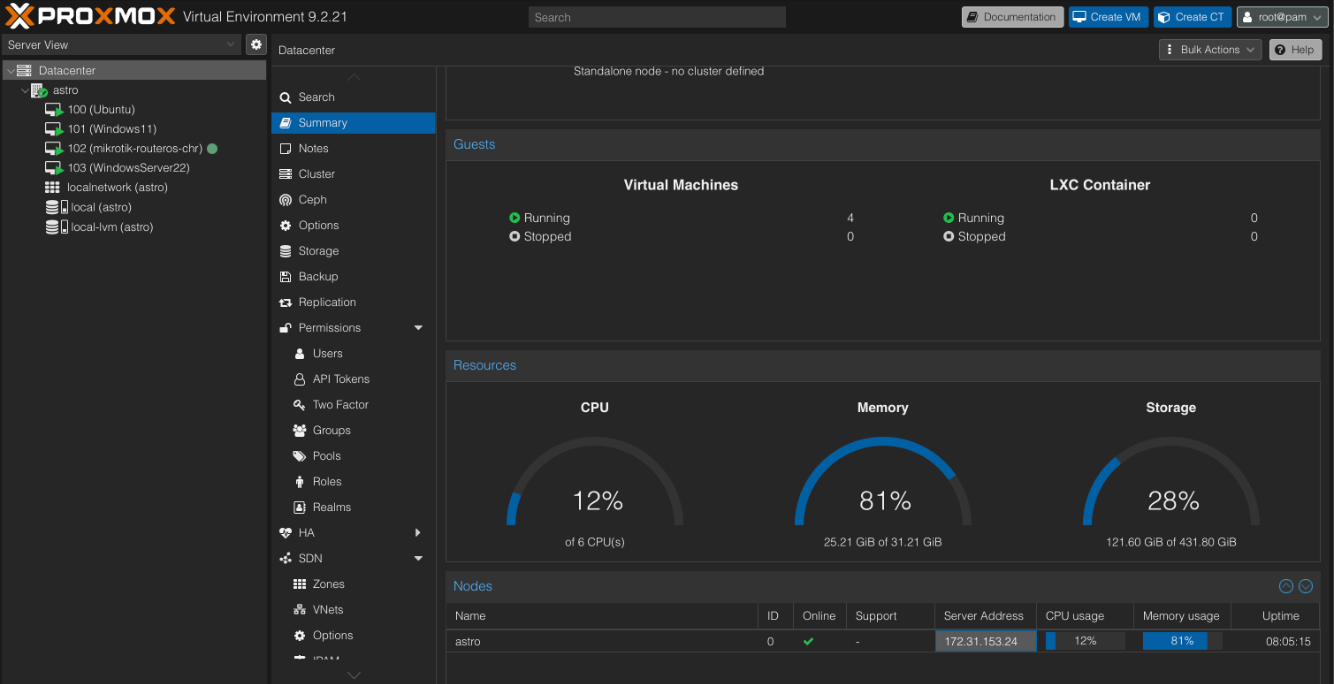 PROXMOX Virtual Environment 9.2.21
Search
Documentation
Create VM
Create CT
root@pam
Server View
Datacenter
Bulk Actions
Help
Datacenter
astro
100 (Ubuntu)
101 (Windows11)
102 (mikrotik-routeros-chr)
103 (WindowsServer22)
localnetwork (astro)
local (astro)
local-lvm (astro)
Search
Summary
Notes
Cluster
Ceph
Options
Storage
Backup
Replication
Permissions
Users
API Tokens
Two Factor
Groups
Pools
Roles
Realms
HA
SDN
Zones
VNets
Options
IPAM
Standalone node - no cluster defined
Guests
Virtual Machines
Running 4
Stopped 0
LXC Container
Running 0
Stopped 0
Resources
CPU
12%
of 6 CPU(s)
Memory
81%
25.21 GiB of 31.21 GiB
Storage
28%
121.60 GiB of 431.80 GiB
Nodes
Name ID Online Support Server Address CPU usage Memory usage Uptime
astro 0 - 172.31.153.24 12% 81% 08:05:15